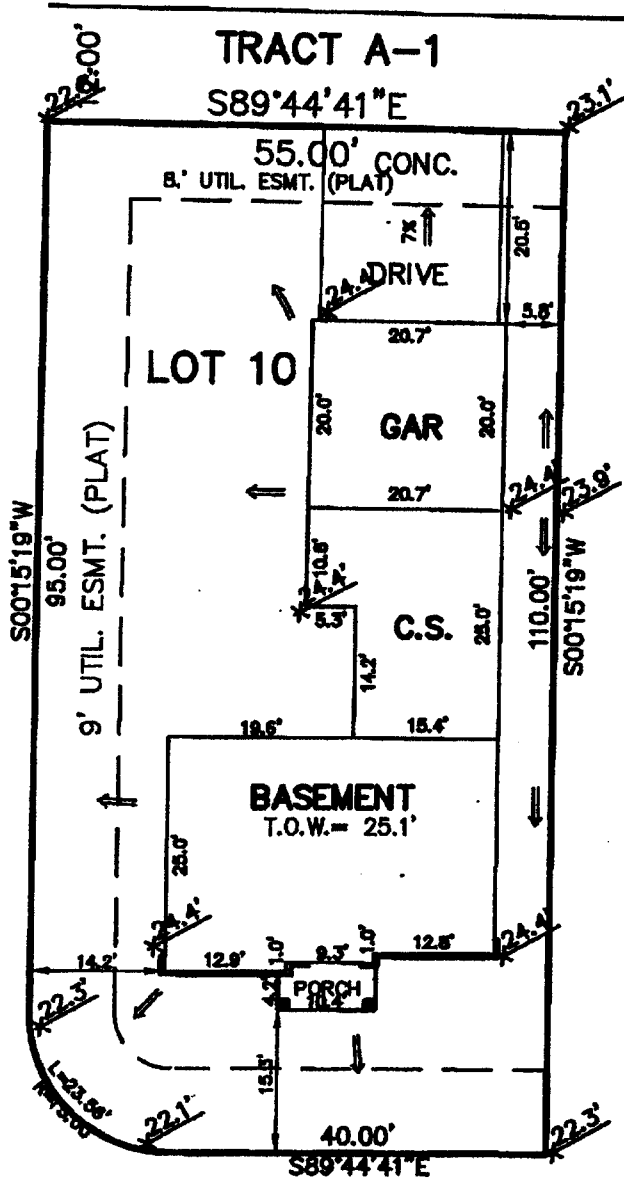 TRACT A-1
S89°44'41"E
23.1'
55.00'
CONC.
8.' UTIL. ESMT. (PLAT)
7%
20.5'
24.4'
DRIVE
5.8'
20.7'
LOT 10
20.0'
GAR
20.0'
20.7'
24.4'
23.9'
9' UTIL. ESMT. (PLAT)
S00°15'19"W
95.00'
10.8'
24.4'
5.3'
C.S.
25.0'
110.00'
S00°15'19"W
14.2'
19.6'
15.4'
BASEMENT
T.O.W.= 25.1'
25.0'
24.4'
14.2'
12.9'
1.0'
9.3'
1.0'
12.8'
24.4'
4.2'
PORCH
10.4'
22.3'
L=23.56'
R=15.00
22.1'
40.00'
22.3'
S89°44'41"E